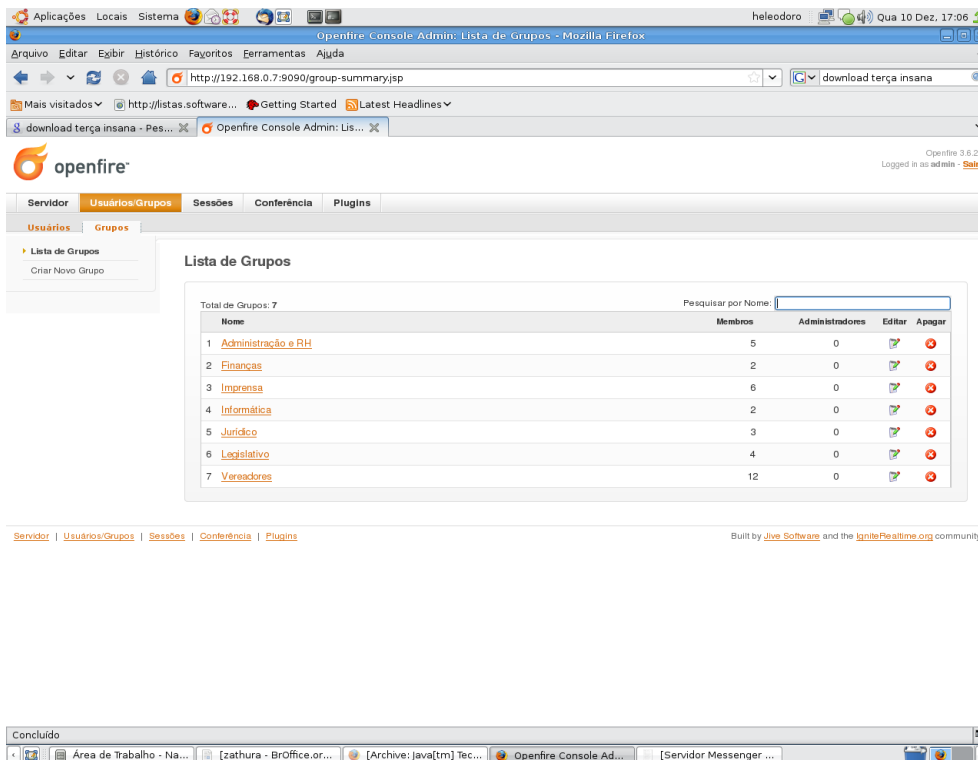 Aplicações Locais Sistema heleodoro Qua 10 Dez, 17:06
Openfire Console Admin: Lista de Grupos - Mozilla Firefox
Arquivo Editar Exibir Histórico Favoritos Ferramentas Ajuda
http://192.168.0.7:9090/group-summary.jsp G download terça insana
Mais visitados http://listas.software... Getting Started Latest Headlines
8 download terça insana - Pes... Openfire Console Admin: Lis...
openfire™
Openfire 3.6.2
Logged in as admin - Sair
Servidor Usuários/Grupos Sessões Conferência Plugins
Usuários Grupos
Lista de Grupos
Criar Novo Grupo
Lista de Grupos
Total de Grupos: 7 Pesquisar por Nome:
Nome Membros Administradores Editar Apagar
1 Administração e RH 5 0
2 Finanças 2 0
3 Imprensa 6 0
4 Informática 2 0
5 Jurídico 3 0
6 Legislativo 4 0
7 Vereadores 12 0
Servidor | Usuários/Grupos | Sessões | Conferência | Plugins
Built by Jive Software and the IgniteRealtime.org community
Concluído
Área de Trabalho - Na... [zathura - BrOffice.or... [Archive: Java[tm] Tec... Openfire Console Ad... [Servidor Messenger ...